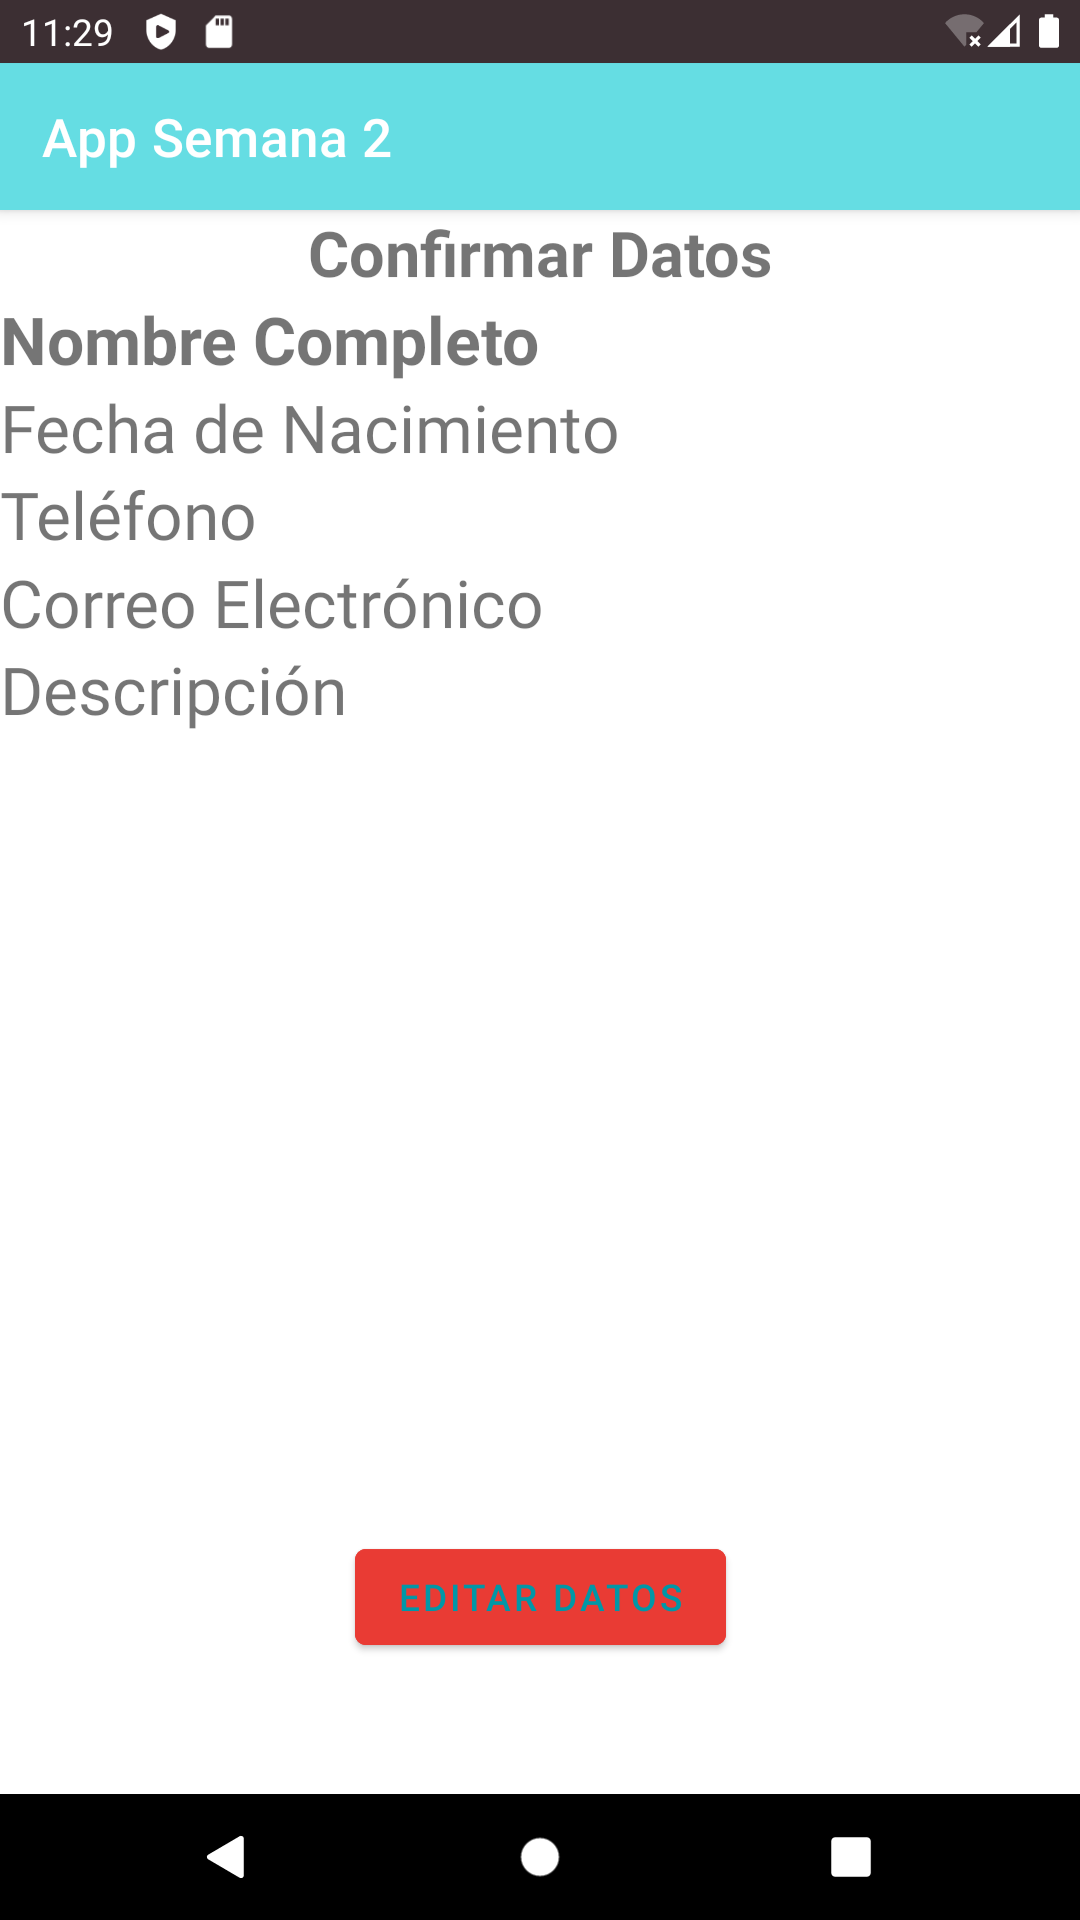 11:29
App Semana 2
Confirmar Datos
Nombre Completo
Fecha de Nacimiento
Teléfono
Correo Electrónico
Descripción
EDITAR DATOS